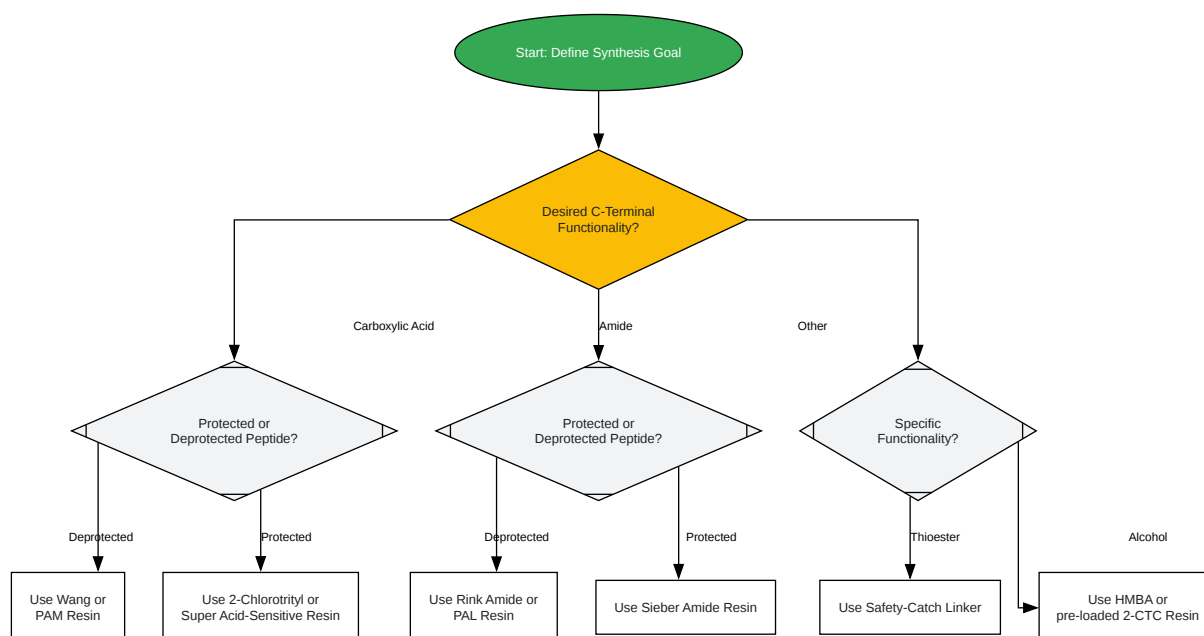 Start: Define Synthesis Goal
Desired C-Terminal
Functionality?
Carboxylic Acid
Amide
Other
Protected or
Deprotected Peptide?
Protected or
Deprotected Peptide?
Specific
Functionality?
Deprotected
Protected
Deprotected
Protected
Thioester
Alcohol
Use Wang or
PAM Resin
Use 2-Chlorotrityl or
Super Acid-Sensitive Resin
Use Rink Amide or
PAL Resin
Use Sieber Amide Resin
Use Safety-Catch Linker
Use HMBA or
pre-loaded 2-CTC Resin